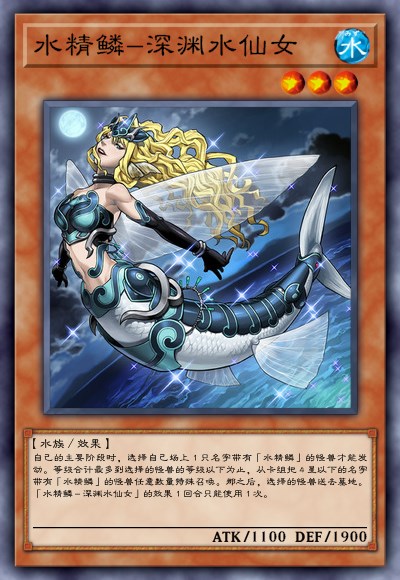 水精鳞－深渊水仙女
水
【水族／效果】
自己的主要阶段时，选择自己场上1只名字带有「水精鳞」的怪兽才能发
动。等级合计最多到选择的怪兽的等级以下为止，从卡组把4星以下的名字
带有「水精鳞」的怪兽任意数量特殊召唤。那之后，选择的怪兽送去墓地。
「水精鳞－深渊水仙女」的效果1回合只能使用1次。
ATK/1100 DEF/1900